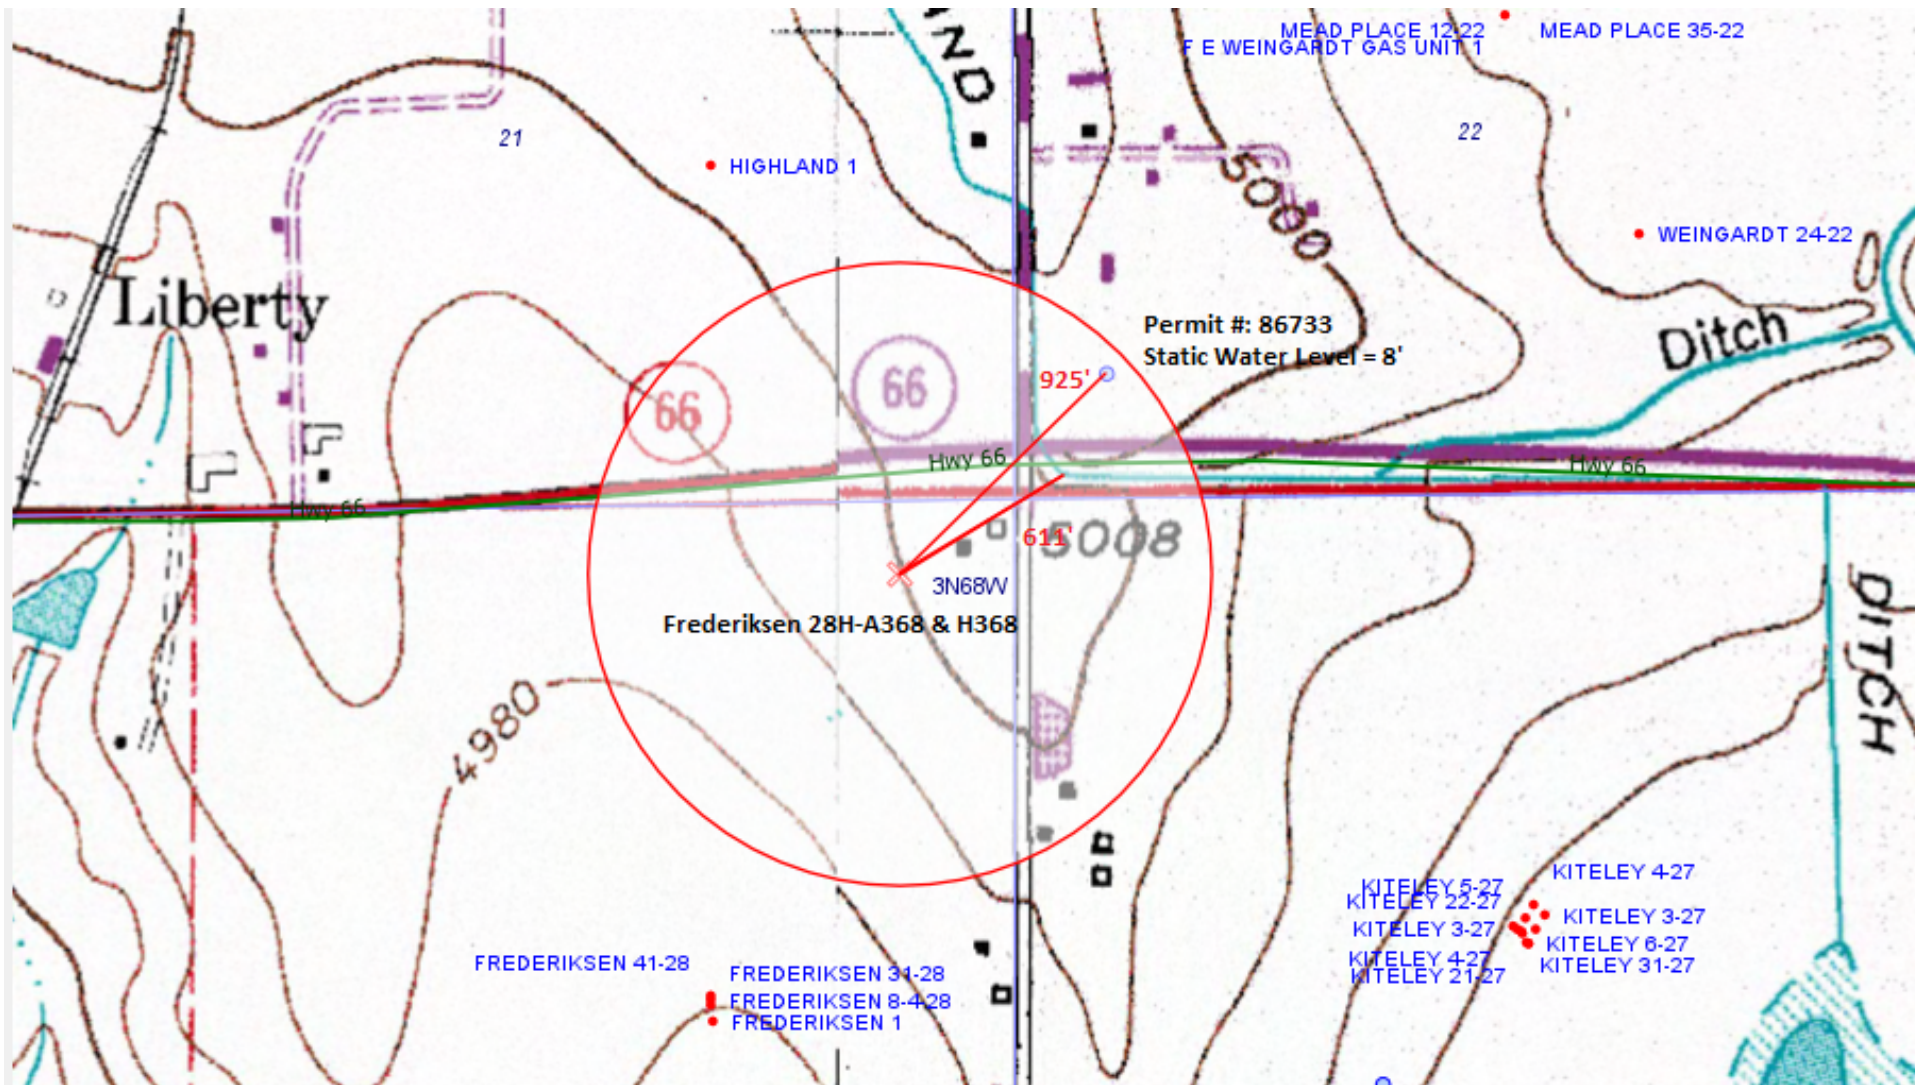 MEAD PLACE 12-22
MEAD PLACE 35-22
F E WEINGARDT GAS UNIT 1
ND
21
22
HIGHLAND 1
5000
WEINGARDT 24-22
Liberty
Permit #: 86733
Static Water Level = 8'
Ditch
925'
66
66
Hwy 66
Hwy 66
Hwy 66
611'
5008
3N68W
Frederiksen 28H-A368 & H368
DITCH
4980
KITELEY 4-27
KITELEY 5-27
KITELEY 22-27
KITELEY 3-27
KITELEY 3-27
KITELEY 6-27
KITELEY 4-27
KITELEY 31-27
KITELEY 21-27
FREDERIKSEN 41-28
FREDERIKSEN 31-28
FREDERIKSEN 8-4-28
FREDERIKSEN 1